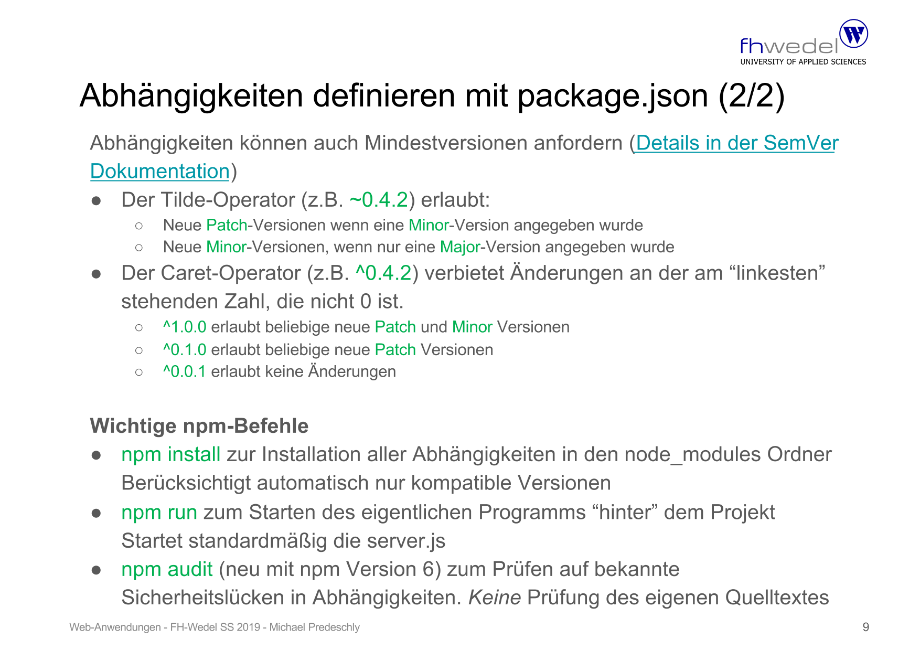 fhwedel W
UNIVERSITY OF APPLIED SCIENCES
Abhängigkeiten definieren mit package.json (2/2)
Abhängigkeiten können auch Mindestversionen anfordern (Details in der SemVer
Dokumentation)
● Der Tilde-Operator (z.B. ~0.4.2) erlaubt:
○ Neue Patch-Versionen wenn eine Minor-Version angegeben wurde
○ Neue Minor-Versionen, wenn nur eine Major-Version angegeben wurde
● Der Caret-Operator (z.B. ^0.4.2) verbietet Änderungen an der am “linkesten”
stehenden Zahl, die nicht 0 ist.
○ ^1.0.0 erlaubt beliebige neue Patch und Minor Versionen
○ ^0.1.0 erlaubt beliebige neue Patch Versionen
○ ^0.0.1 erlaubt keine Änderungen
Wichtige npm-Befehle
● npm install zur Installation aller Abhängigkeiten in den node_modules Ordner
Berücksichtigt automatisch nur kompatible Versionen
● npm run zum Starten des eigentlichen Programms “hinter” dem Projekt
Startet standardmäßig die server.js
● npm audit (neu mit npm Version 6) zum Prüfen auf bekannte
Sicherheitslücken in Abhängigkeiten. Keine Prüfung des eigenen Quelltextes
Web-Anwendungen - FH-Wedel SS 2019 - Michael Predeschly
9